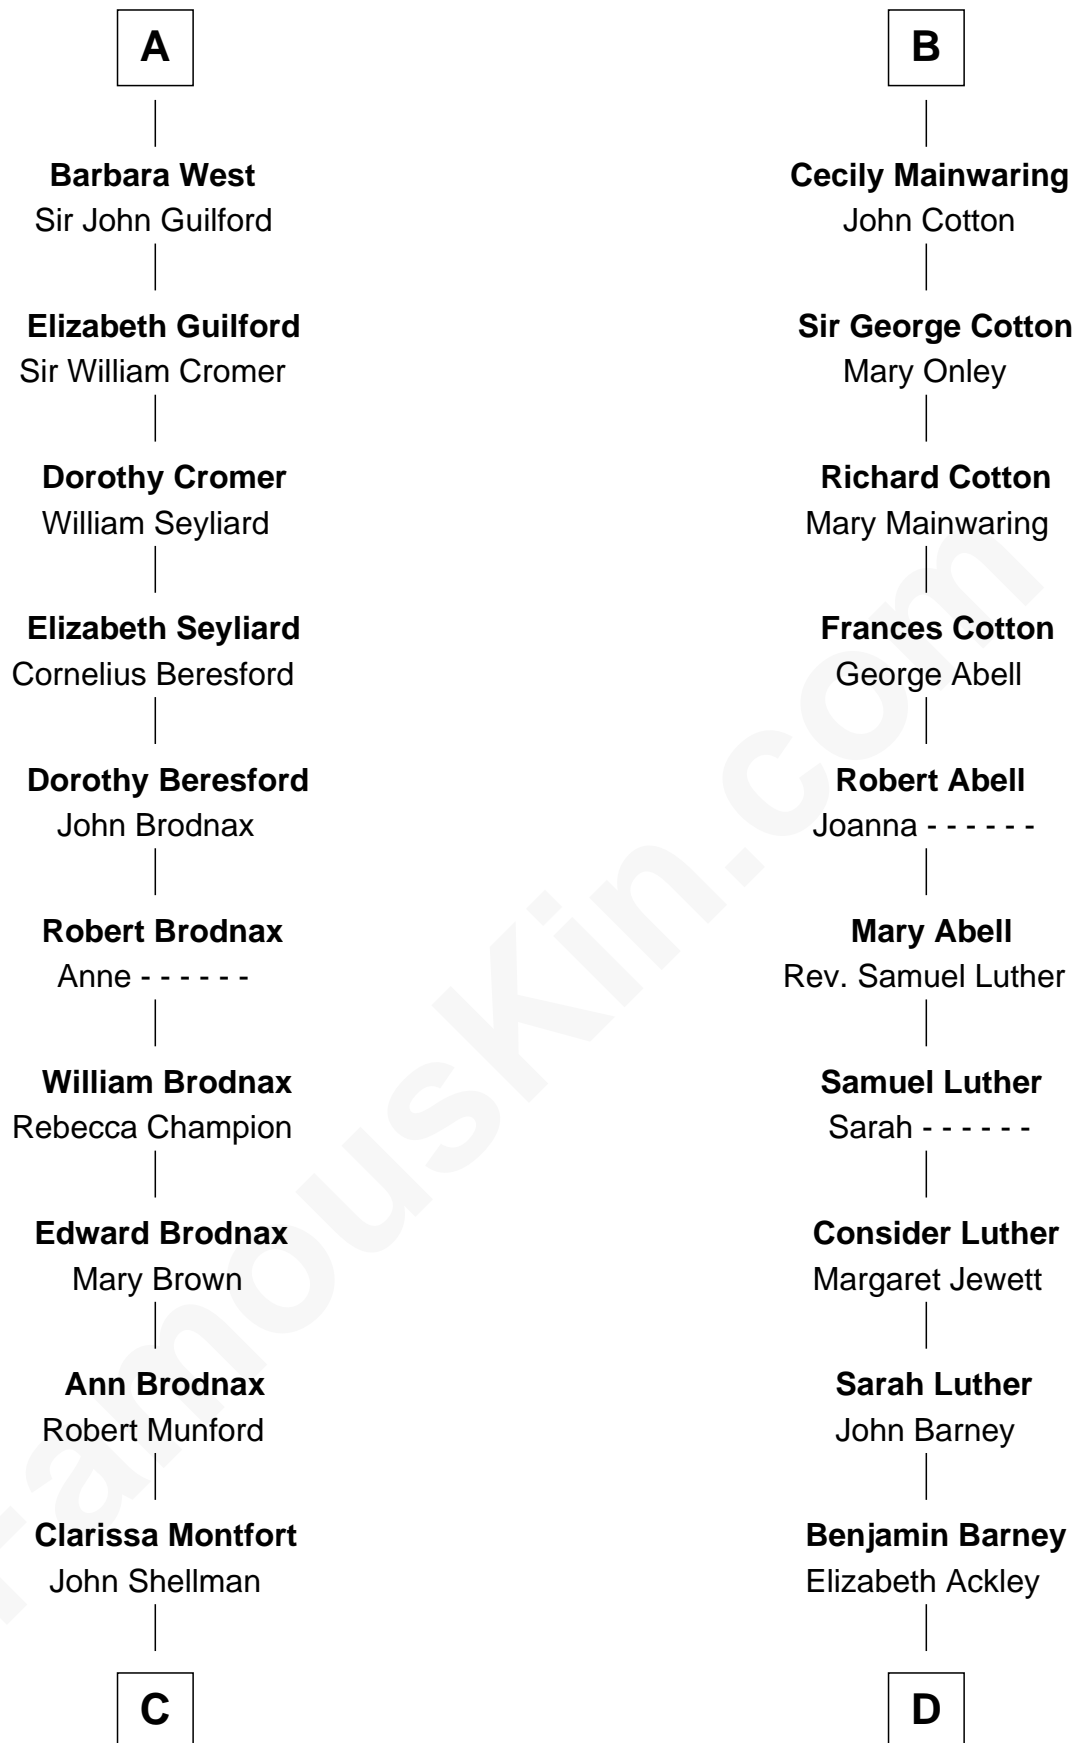 A
Barbara West
Sir John Guilford
Elizabeth Guilford
Sir William Cromer
Dorothy Cromer
William Seyliard
Elizabeth Seyliard
Cornelius Beresford
Dorothy Beresford
John Brodnax
Robert Brodnax
Anne - - - - - -
William Brodnax
Rebecca Champion
Edward Brodnax
Mary Brown
Ann Brodnax
Robert Munford
Clarissa Montfort
John Shellman
C
B
Cecily Mainwaring
John Cotton
Sir George Cotton
Mary Onley
Richard Cotton
Mary Mainwaring
Frances Cotton
George Abell
Robert Abell
Joanna - - - - - -
Mary Abell
Rev. Samuel Luther
Samuel Luther
Sarah - - - - - -
Consider Luther
Margaret Jewett
Sarah Luther
John Barney
Benjamin Barney
Elizabeth Ackley
D
FamousKin.com